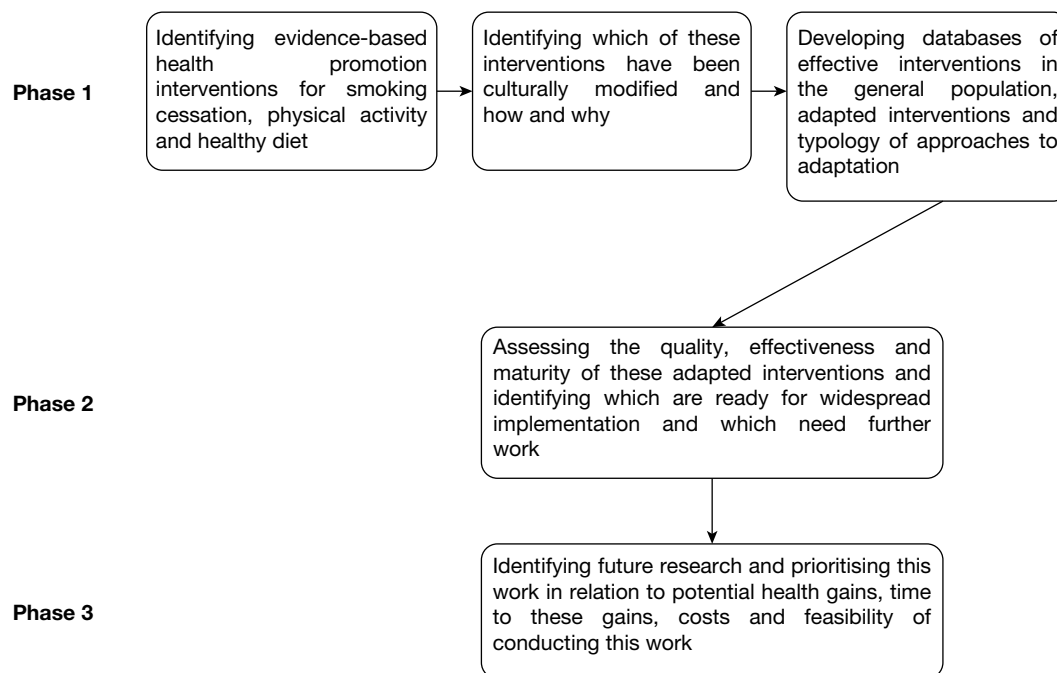 Phase 1
Identifying evidence-based
health promotion
interventions for smoking
cessation, physical activity
and healthy diet
Identifying which of these
interventions have been
culturally modified and
how and why
Developing databases of
effective interventions in
the general population,
adapted interventions and
typology of approaches to
adaptation
Phase 2
Assessing the quality, effectiveness and
maturity of these adapted interventions and
identifying which are ready for widespread
implementation and which need further
work
Phase 3
Identifying future research and prioritising this
work in relation to potential health gains, time
to these gains, costs and feasibility of
conducting this work